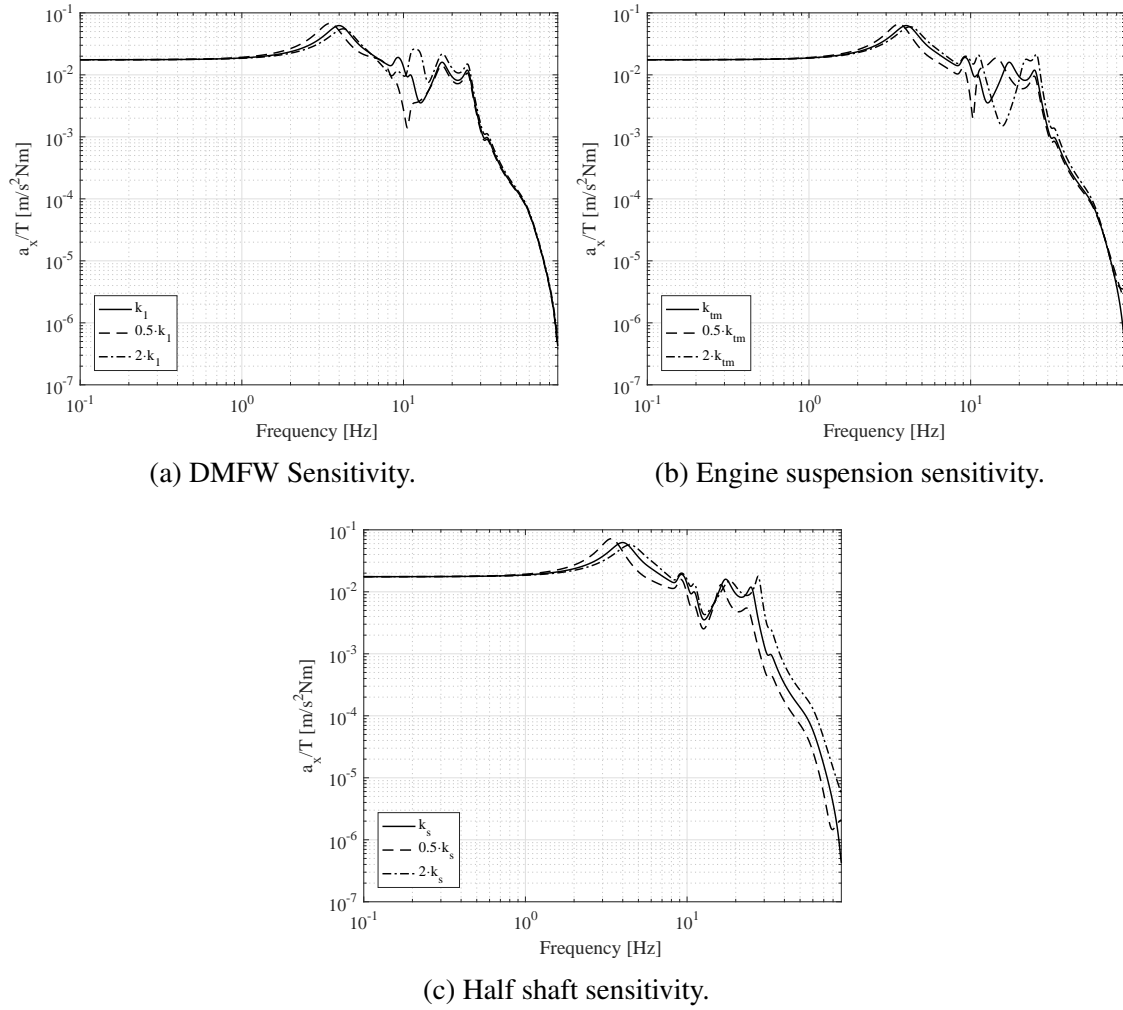 10^-1
10^-2
10^-3
10^-4
10^-5
10^-6
10^-7
a_x/T [m/s^2Nm]
k_1
0.5·k_1
2·k_1
10^-1 10^0 10^1
Frequency [Hz]
(a) DMFW Sensitivity.
10^-1
10^-2
10^-3
10^-4
10^-5
10^-6
10^-7
a_x/T [m/s^2Nm]
k_tm
0.5·k_tm
2·k_tm
10^-1 10^0 10^1
Frequency [Hz]
(b) Engine suspension sensitivity.
10^-1
10^-2
10^-3
10^-4
10^-5
10^-6
10^-7
a_x/T [m/s^2Nm]
k_s
0.5·k_s
2·k_s
10^-1 10^0 10^1
Frequency [Hz]
(c) Half shaft sensitivity.